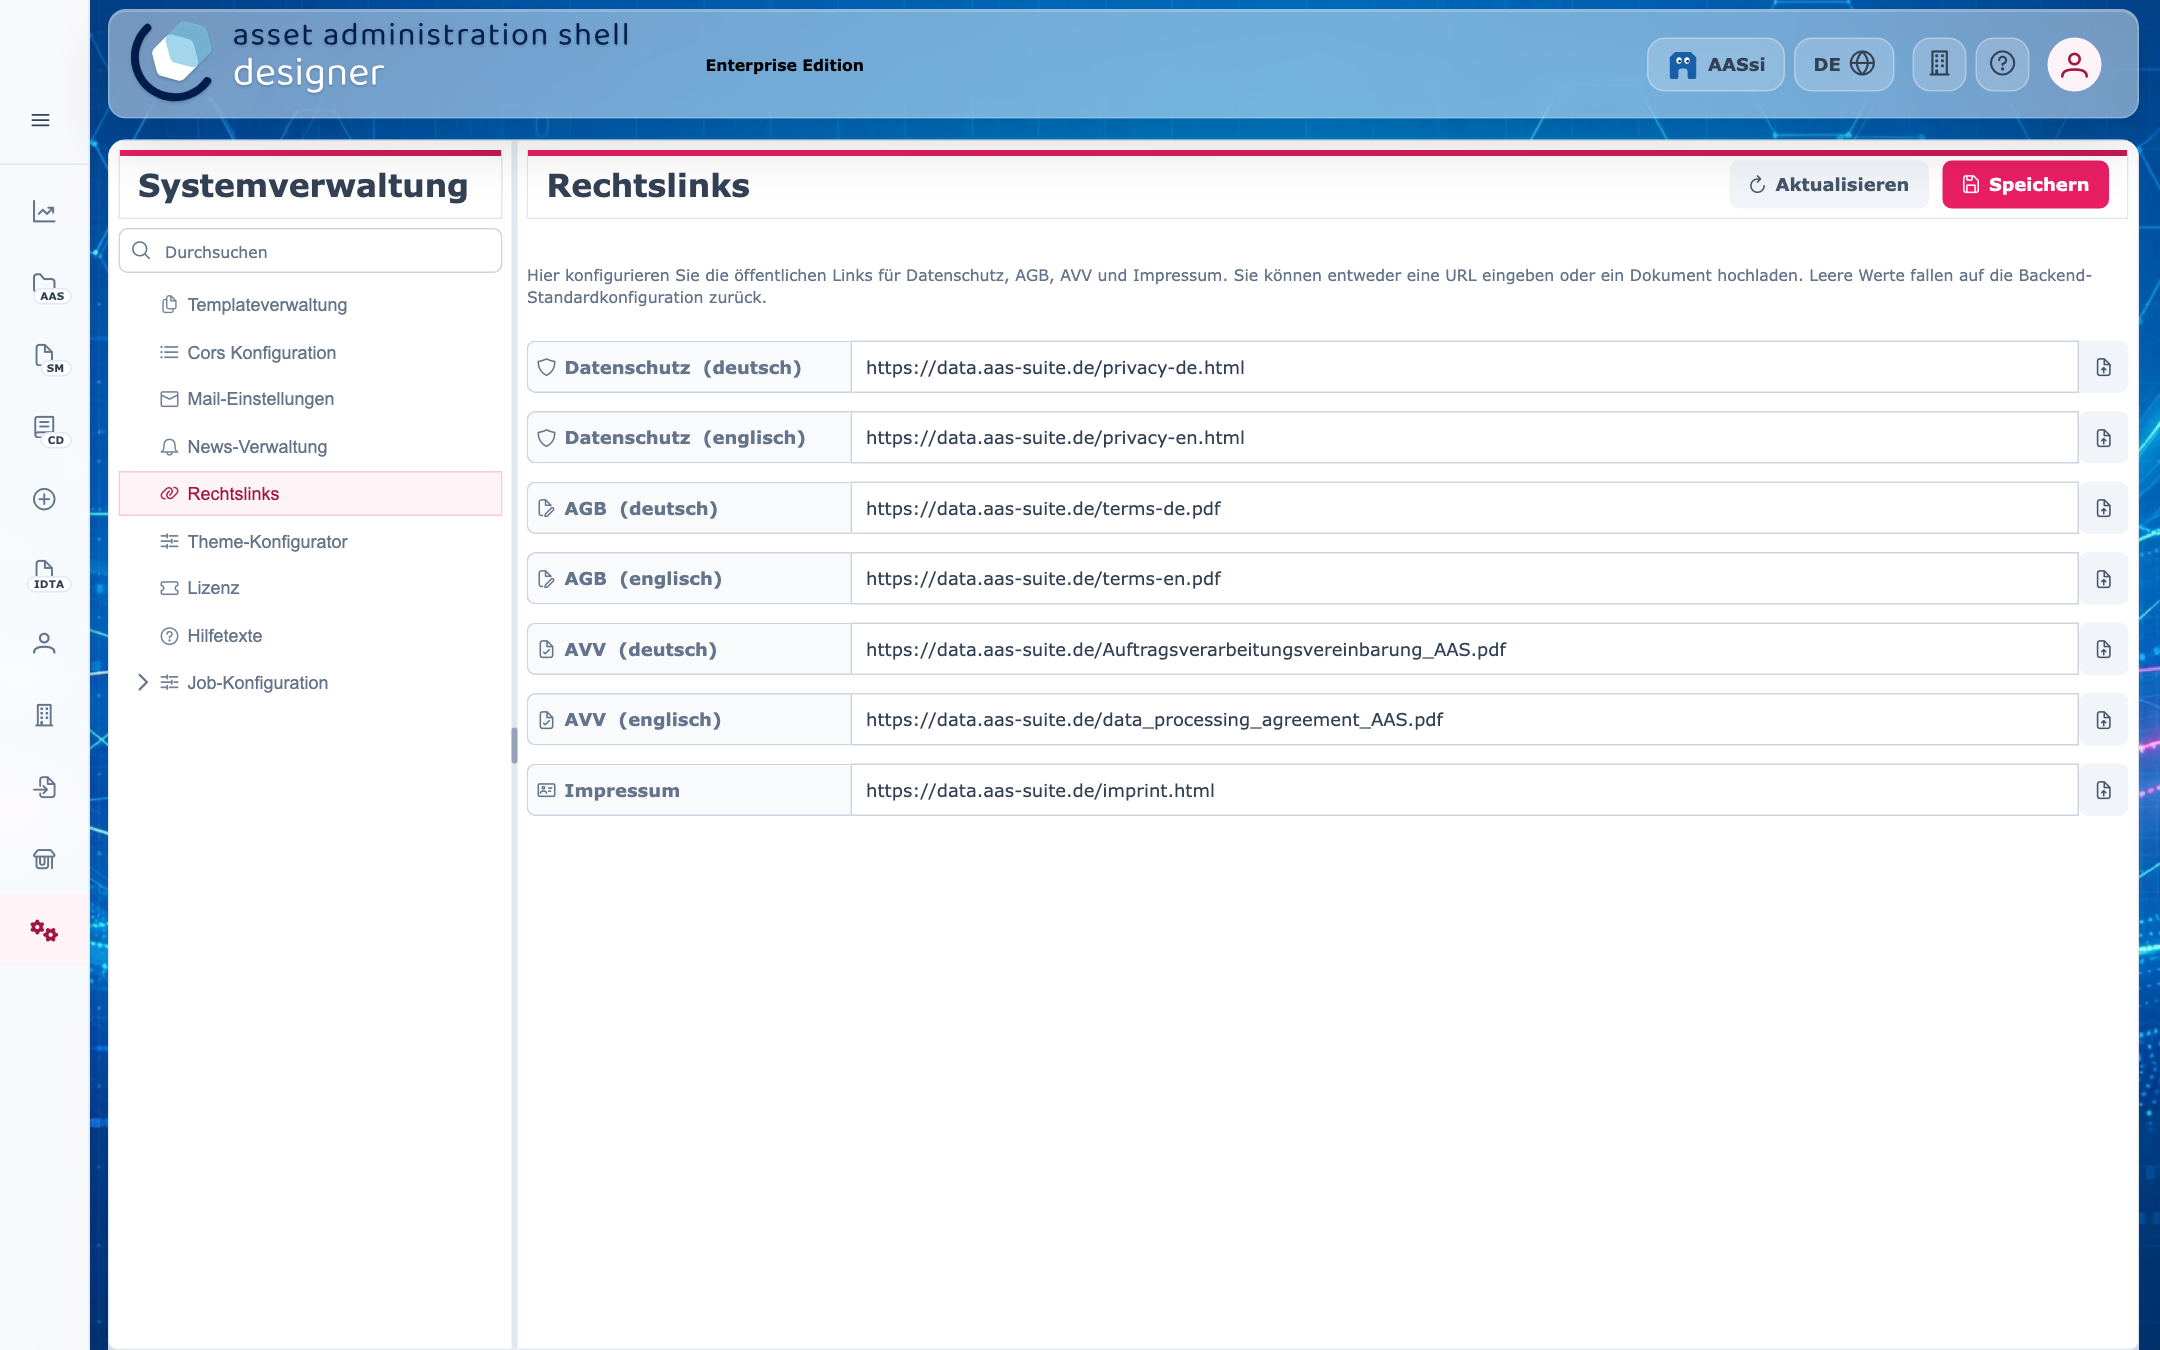 asset administration shell
designer
Enterprise Edition
AASsi
DE
Systemverwaltung
Durchsuchen
Templateverwaltung
Cors Konfiguration
Mail-Einstellungen
News-Verwaltung
Rechtslinks
Theme-Konfigurator
Lizenz
Hilfetexte
Job-Konfiguration
AAS
SM
CD
IDTA
Rechtslinks
Aktualisieren
Speichern
Hier konfigurieren Sie die öffentlichen Links für Datenschutz, AGB, AVV und Impressum. Sie können entweder eine URL eingeben oder ein Dokument hochladen. Leere Werte fallen auf die Backend-
Standardkonfiguration zurück.
Datenschutz (deutsch) https://data.aas-suite.de/privacy-de.html
Datenschutz (englisch) https://data.aas-suite.de/privacy-en.html
AGB (deutsch) https://data.aas-suite.de/terms-de.pdf
AGB (englisch) https://data.aas-suite.de/terms-en.pdf
AVV (deutsch) https://data.aas-suite.de/Auftragsverarbeitungsvereinbarung_AAS.pdf
AVV (englisch) https://data.aas-suite.de/data_processing_agreement_AAS.pdf
Impressum https://data.aas-suite.de/imprint.html